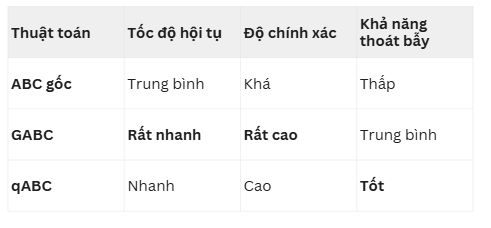 Thuật toán Tốc độ hội tụ Độ chính xác Khả năng thoát bẫy
ABC gốc Trung bình Khá Thấp
GABC Rất nhanh Rất cao Trung bình
qABC Nhanh Cao Tốt